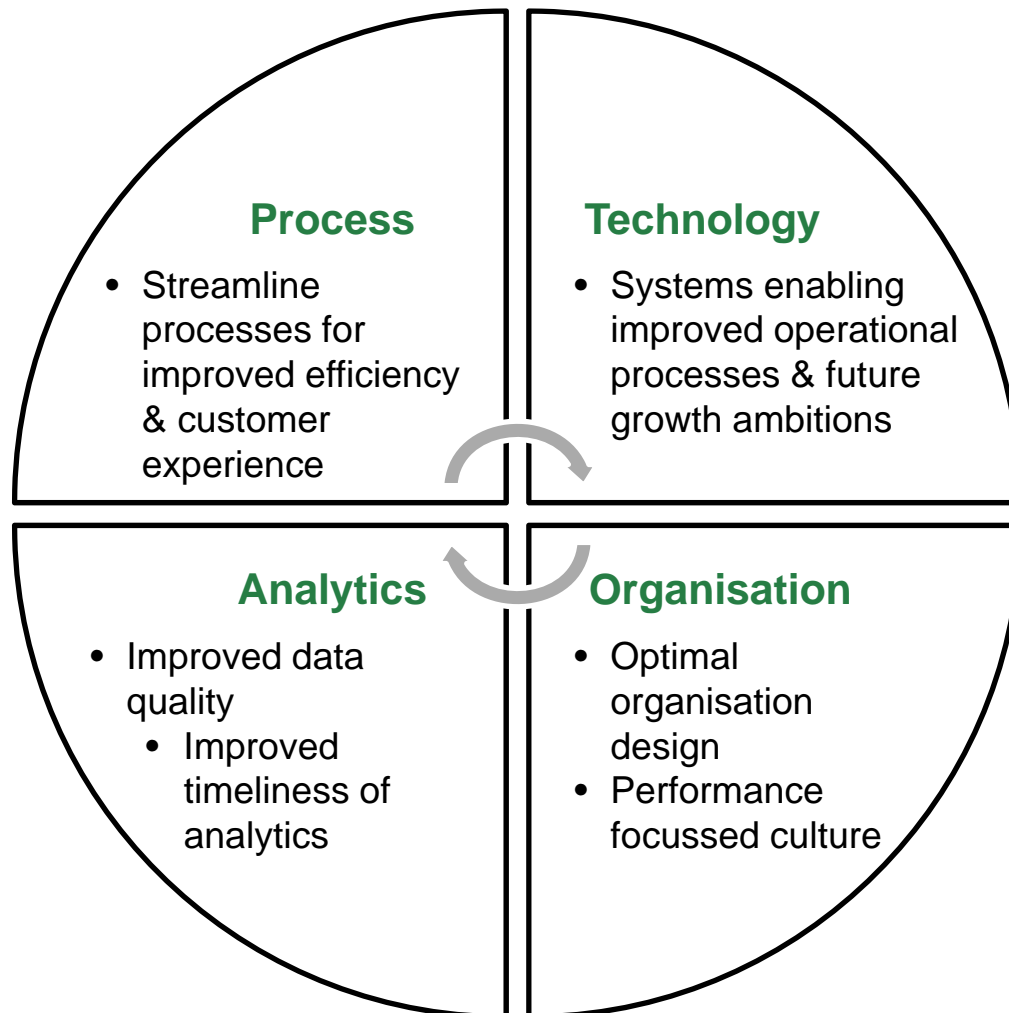 Process
• Streamline
processes for
improved efficiency
& customer
experience
Technology
• Systems enabling
improved operational
processes & future
growth ambitions
Analytics
• Improved data
quality
• Improved
timeliness of
analytics
Organisation
• Optimal
organisation
design
• Performance
focussed culture